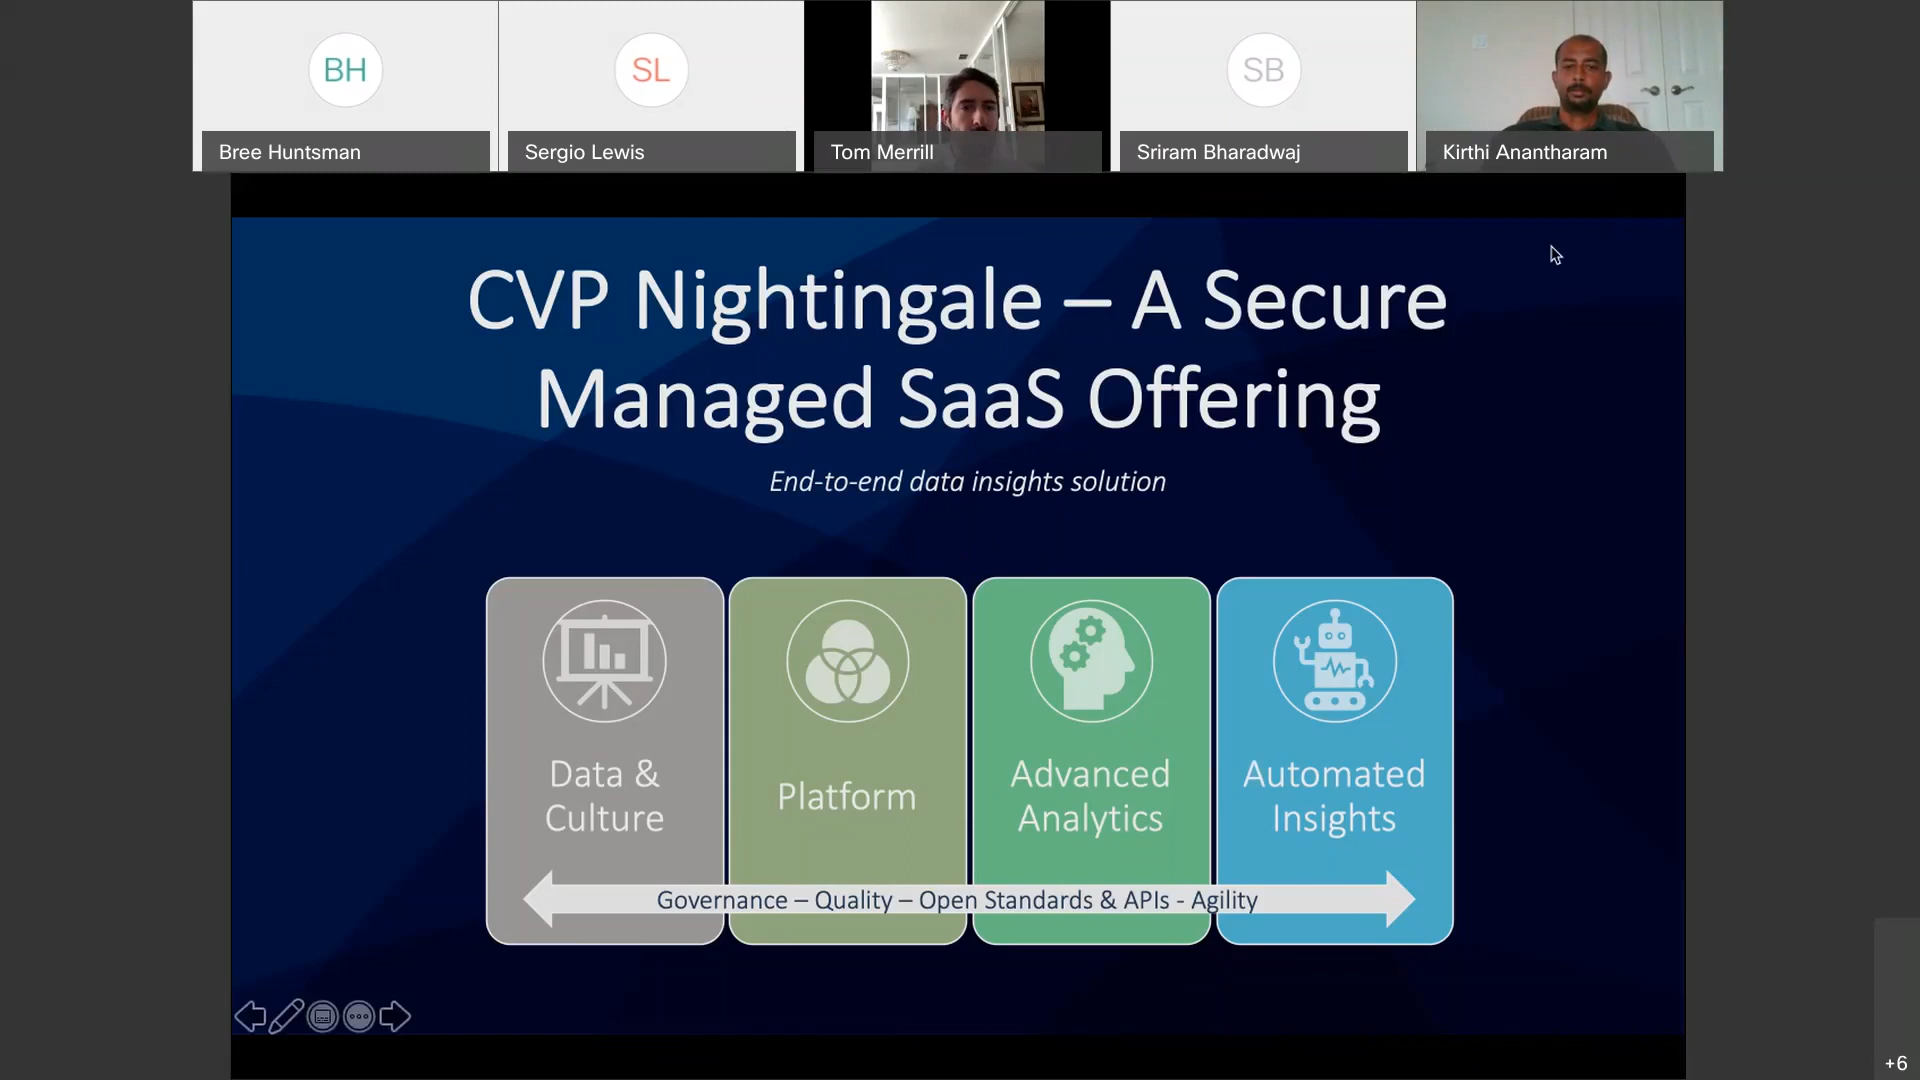 BH
SL
SB
Bree Huntsman
Sergio Lewis
Tom Merrill
Sriram Bharadwaj
Kirthi Anantharam
CVP Nightingale – A Secure
Managed SaaS Offering
End-to-end data insights solution
Data &
Culture
Platform
Advanced
Analytics
Automated
Insights
Governance – Quality – Open Standards & APIs - Agility
+6